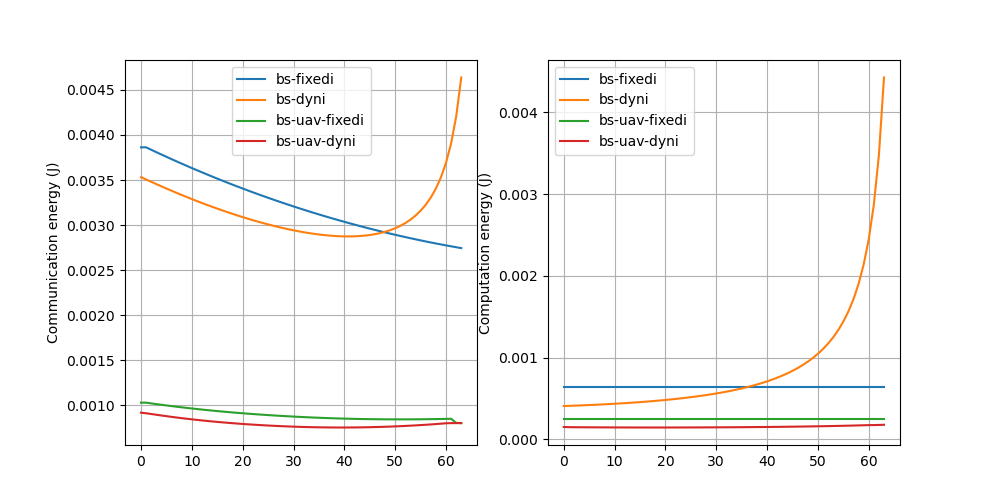 Communication energy (J)
0.0045
0.0040
0.0035
0.0030
0.0025
0.0020
0.0015
0.0010
0 10 20 30 40 50 60
bs-fixedi
bs-dyni
bs-uav-fixedi
bs-uav-dyni
Computation energy (J)
0.004
0.003
0.002
0.001
0.000
0 10 20 30 40 50 60
bs-fixedi
bs-dyni
bs-uav-fixedi
bs-uav-dyni